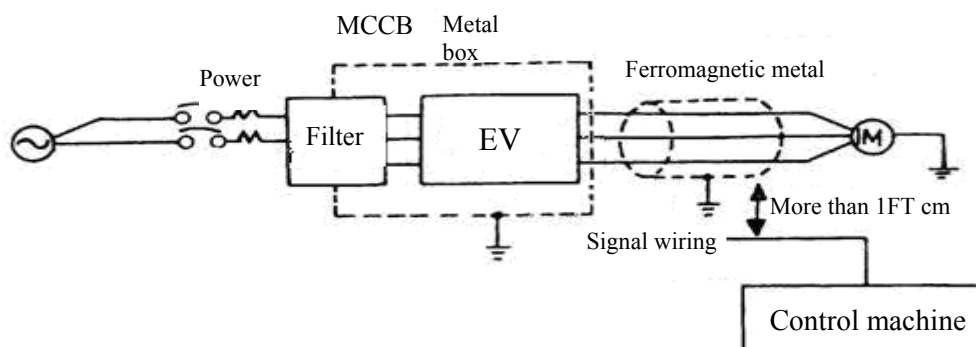 MCCB
Metal
box
Power
Ferromagnetic metal
Filter
EV
M
More than 1FT cm
Signal wiring
Control machine